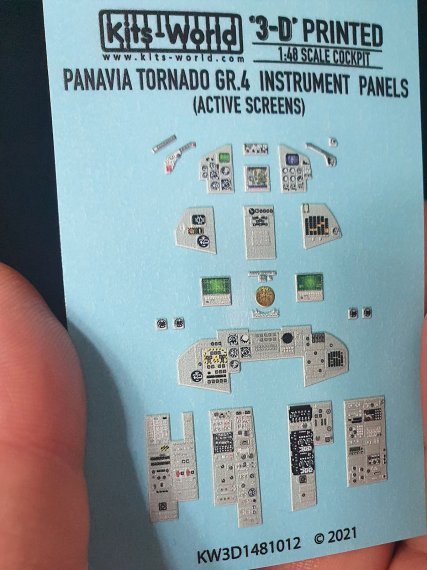 Kits-World
www.kits-world.com
'3-D' PRINTED
1:48 SCALE COCKPIT
PANAVIA TORNADO GR.4 INSTRUMENT PANELS
(ACTIVE SCREENS)
KW3D1481012 © 2021